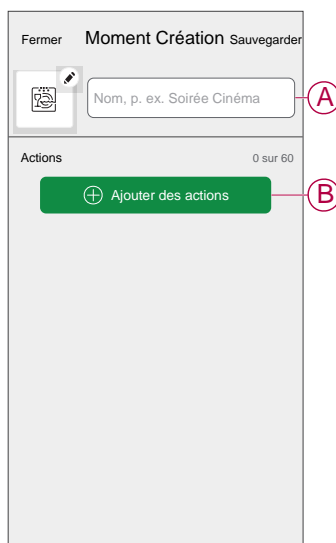 Fermer Moment Création Sauvegarder
Nom, p. ex. Soirée Cinéma A
Actions 0 sur 60
Ajouter des actions B